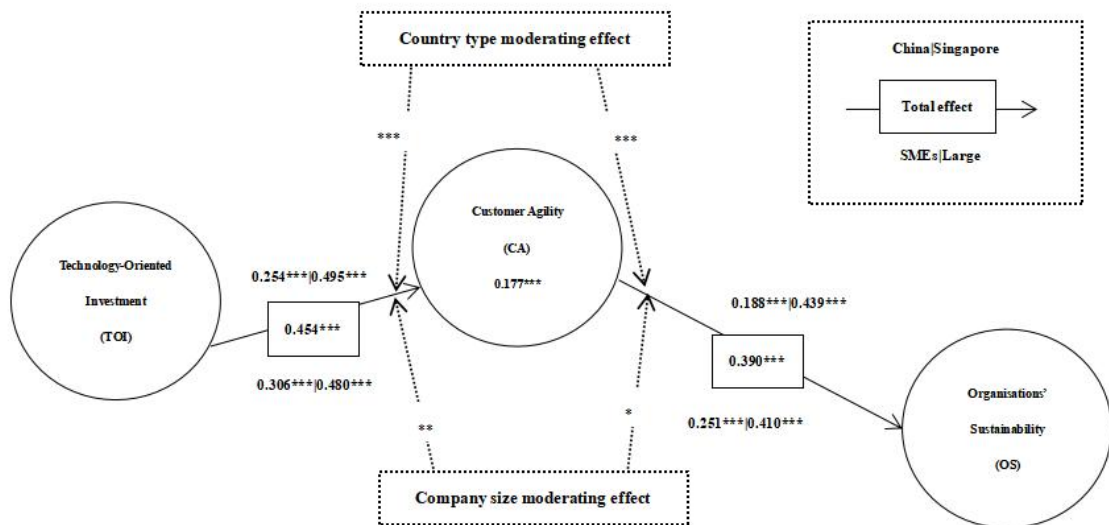 Country type moderating effect
China|Singapore
Total effect
SMEs|Large
***
***
Customer Agility
(CA)
0.177***
Technology-Oriented
Investment
(TOI)
0.254***|0.495***
0.454***
0.306***|0.480***
0.188***|0.439***
0.390***
0.251***|0.410***
Organisations’
Sustainability
(OS)
**
*
Company size moderating effect